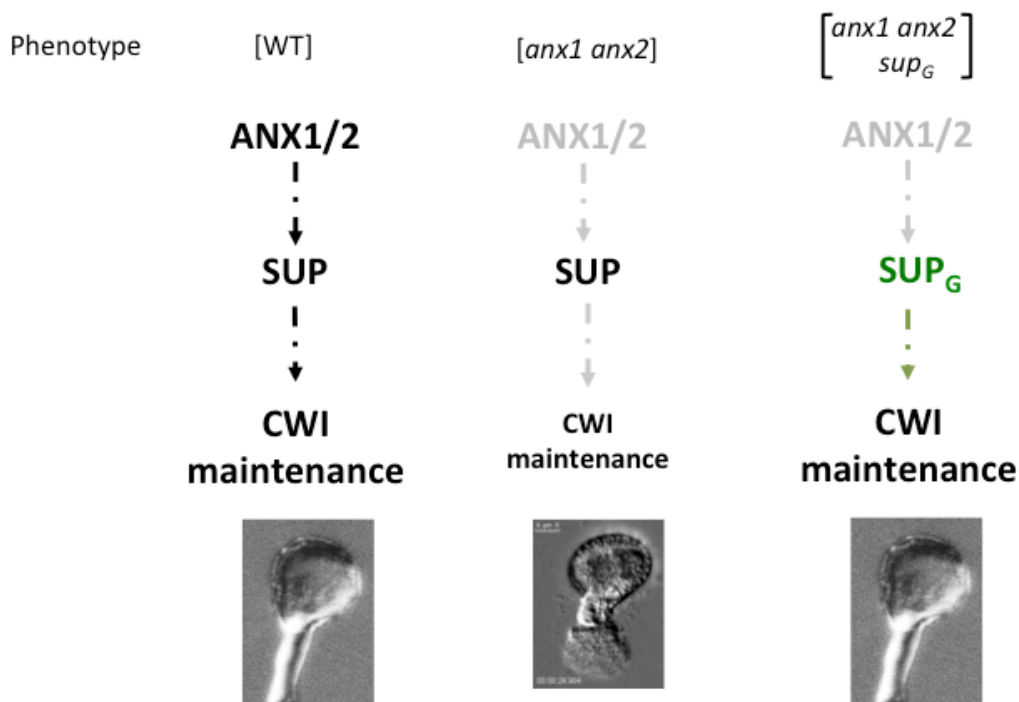 Phenotype [WT] [anx1 anx2] [anx1 anx2
sup_G]
ANX1/2 ANX1/2 ANX1/2
SUP SUP SUP_G
CWI CWI CWI
maintenance maintenance maintenance